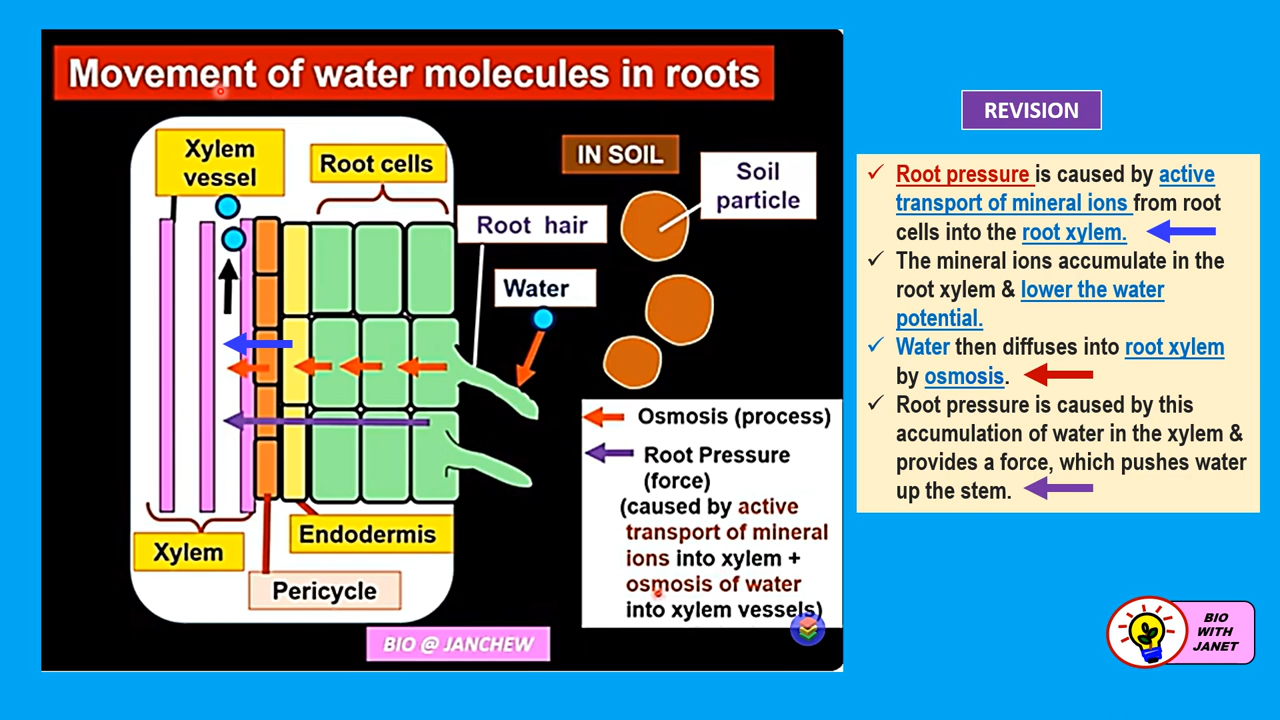 Movement of water molecules in roots
Xylem
vessel
Root cells
IN SOIL
Soil
particle
Root hair
Water
Osmosis (process)
Root Pressure
(force)
(caused by active
transport of mineral
ions into xylem +
osmosis of water
into xylem vessels)
Endodermis
Xylem
Pericycle
BIO @ JANCHEW
REVISION
✓ Root pressure is caused by active
transport of mineral ions from root
cells into the root xylem.
✓ The mineral ions accumulate in the
root xylem & lower the water
potential.
✓ Water then diffuses into root xylem
by osmosis.
✓ Root pressure is caused by this
accumulation of water in the xylem &
provides a force, which pushes water
up the stem.
BIO
WITH
JANET